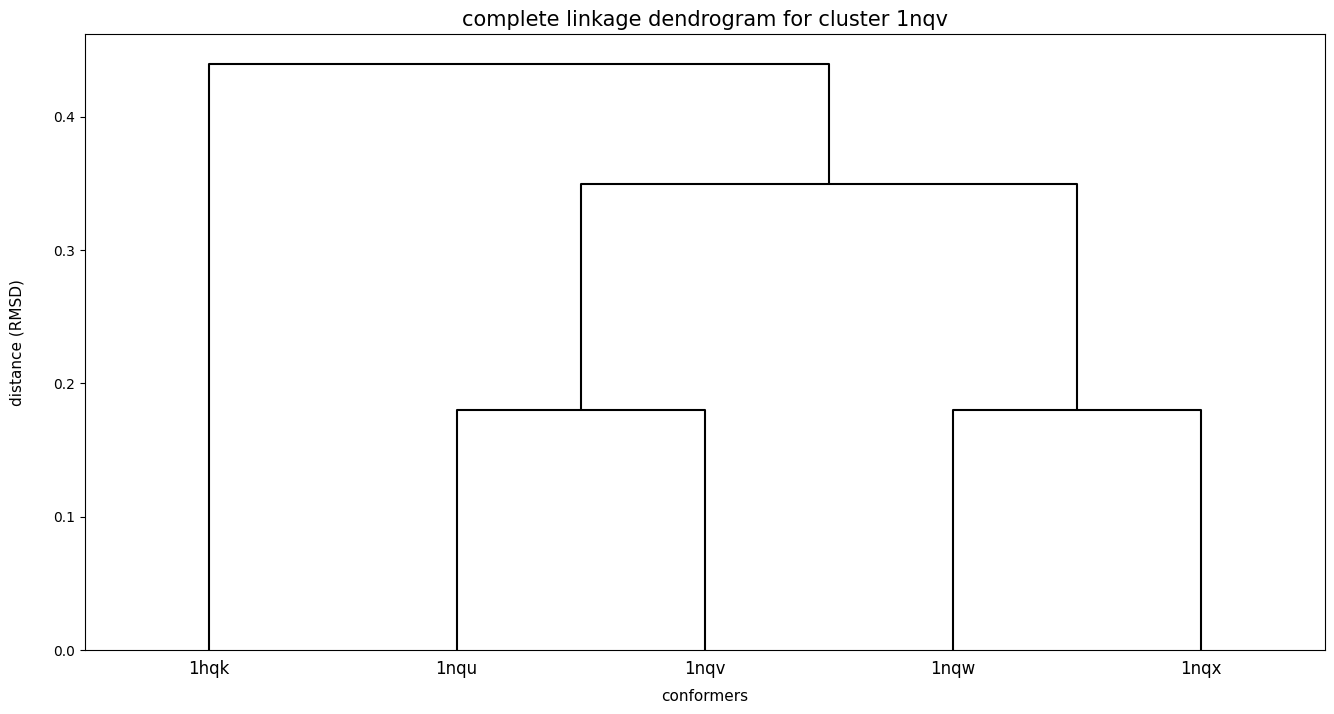 complete linkage dendrogram for cluster 1nqv
0.4
0.3
0.2
0.1
0.0
distance (RMSD)
1hqk 1nqu 1nqv 1nqw 1nqx
conformers